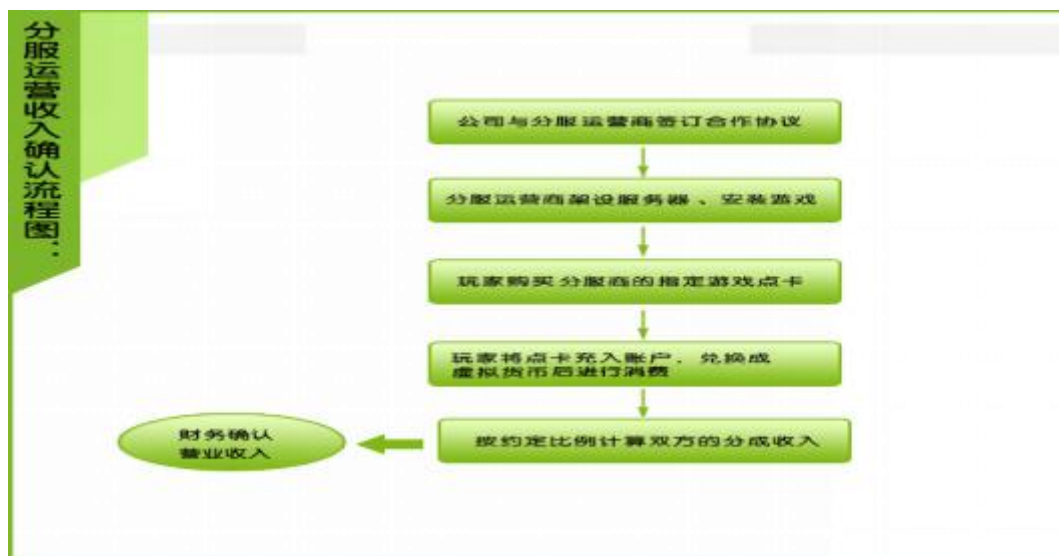 分服运营收入确认流程图：
公司与分服运营商签订合作协议
分服运营商架设服务器、安装游戏
玩家购买分服商的指定游戏点卡
玩家将点卡充入账户，兑换成
虚拟货币后进行消费
按约定比例计算双方的分成收入
财务确认
营业收入